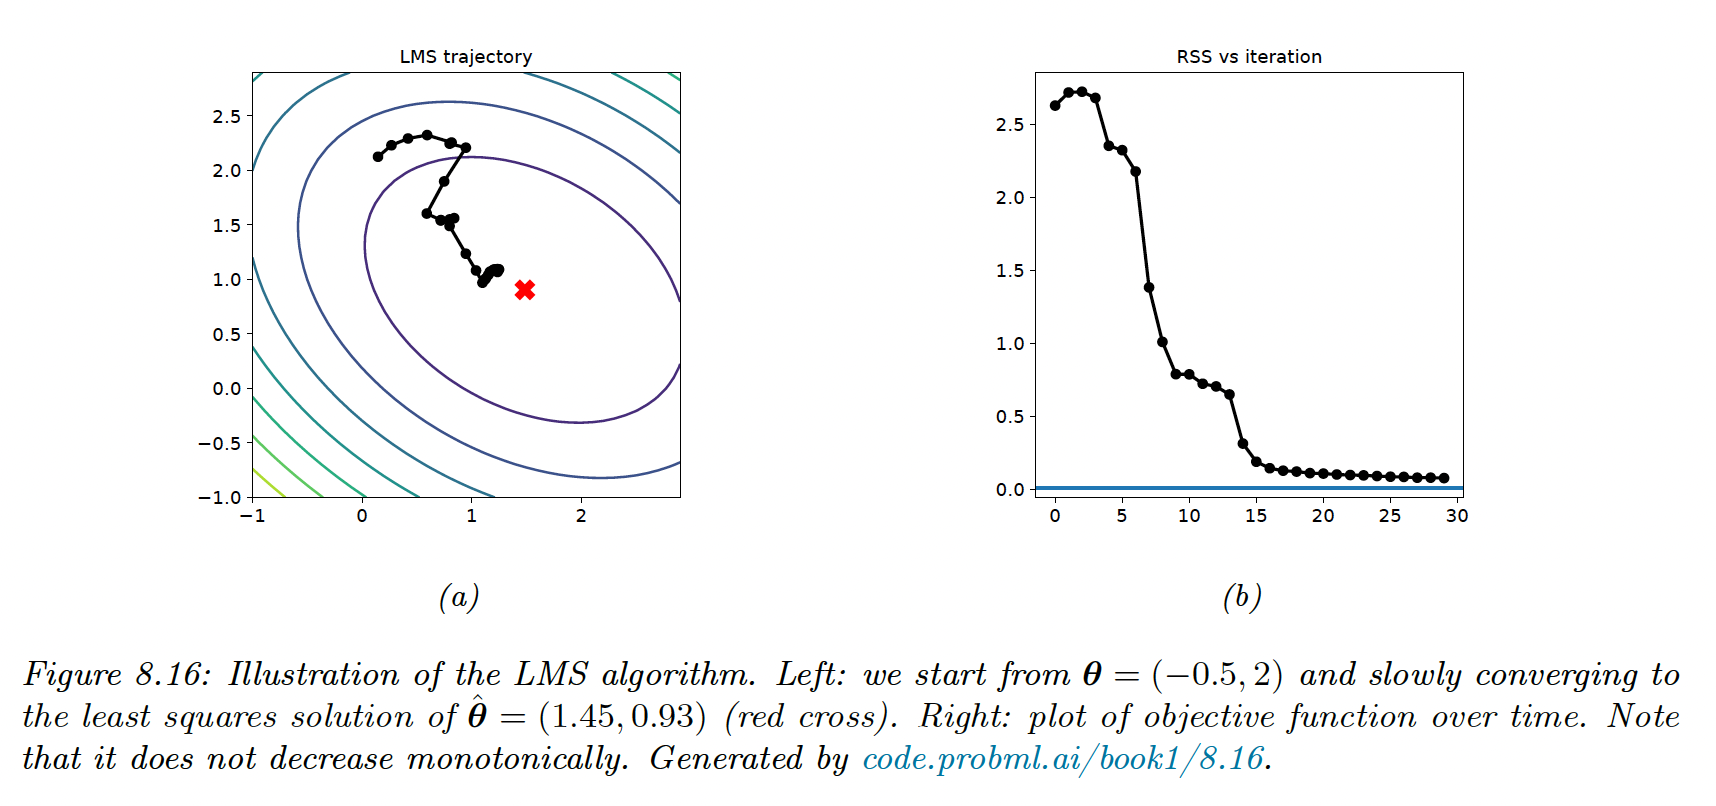 LMS trajectory
2.5
2.0
1.5
1.0
0.5
0.0
−0.5
−1.0
−1 0 1 2
(a)
RSS vs iteration
2.5
2.0
1.5
1.0
0.5
0.0
0 5 10 15 20 25 30
(b)
Figure 8.16: Illustration of the LMS algorithm. Left: we start from θ = (−0.5, 2) and slowly converging to
the least squares solution of θ̂ = (1.45, 0.93) (red cross). Right: plot of objective function over time. Note
that it does not decrease monotonically. Generated by code.probml.ai/book1/8.16.